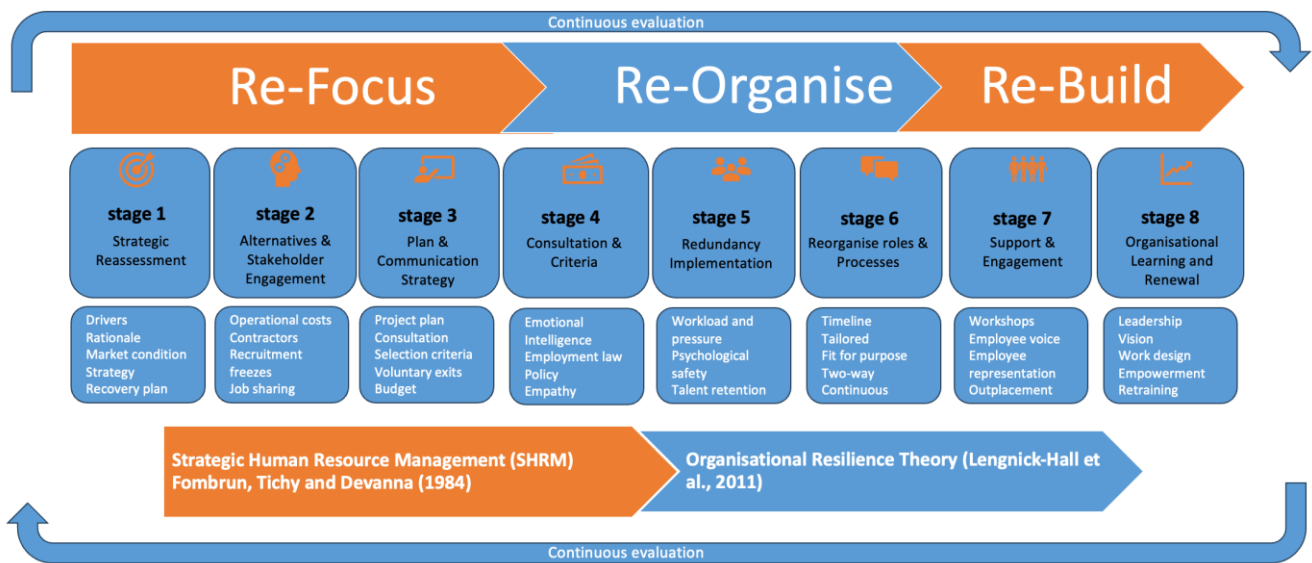 Continuous evaluation
Re-Focus
Re-Organise
Re-Build
stage 1
Strategic
Reassessment
stage 2
Alternatives &
Stakeholder
Engagement
stage 3
Plan &
Communication
Strategy
stage 4
Consultation &
Criteria
stage 5
Redundancy
Implementation
stage 6
Reorganise roles &
Processes
stage 7
Support &
Engagement
stage 8
Organisational
Learning and
Renewal
Drivers
Rationale
Market condition
Strategy
Recovery plan
Operational costs
Contractors
Recruitment
freezes
Job sharing
Project plan
Consultation
Selection criteria
Voluntary exits
Budget
Emotional
Intelligence
Employment law
Policy
Empathy
Workload and
pressure
Psychological
safety
Talent retention
Timeline
Tailored
Fit for purpose
Two-way
Continuous
Workshops
Employee voice
Employee
representation
Outplacement
Leadership
Vision
Work design
Empowerment
Retraining
Strategic Human Resource Management (SHRM)
Fombrun, Tichy and Devanna (1984)
Organisational Resilience Theory (Lengnick-Hall et
al., 2011)
Continuous evaluation